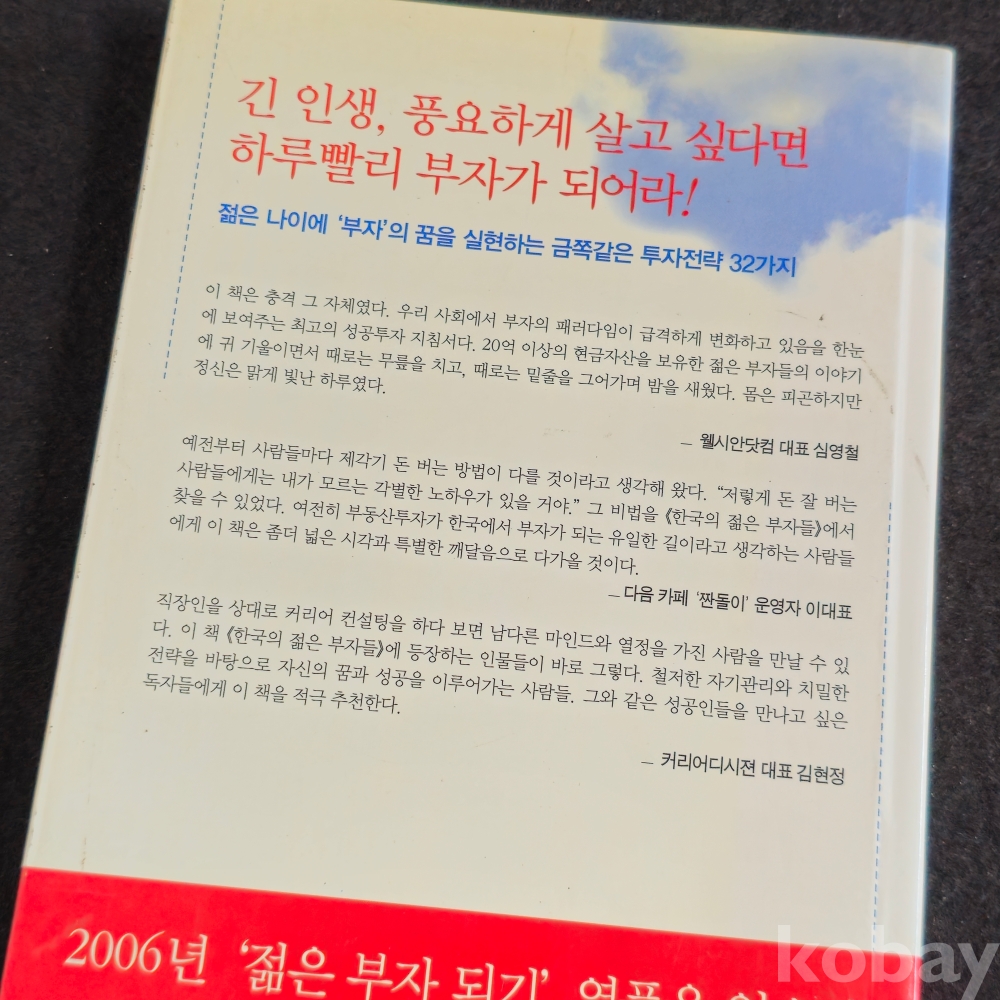 긴 인생, 풍요하게 살고 싶다면
하루빨리 부자가 되어라!
젊은 나이에 ‘부자’의 꿈을 실현하는 금쪽같은 투자전략 32가지
이 책은 충격 그 자체였다. 우리 사회에서 부자의 패러다임이 급격하게 변화하고 있음을 한눈
에 보여주는 최고의 성공투자 지침서다. 20억 이상의 현금자산을 보유한 젊은 부자들의 이야기
에 귀 기울이면서 때로는 무릎을 치고, 때로는 밑줄을 그어가며 밤을 새웠다. 몸은 피곤하지만
정신은 맑게 빛난 하루였다.
– 웰시안닷컴 대표 심영철
예전부터 사람들마다 제각기 돈 버는 방법이 다를 것이라고 생각해 왔다. “저렇게 돈 잘 버는
사람들에게는 내가 모르는 각별한 노하우가 있을 거야.” 그 비법을 《한국의 젊은 부자들》에서
찾을 수 있었다. 여전히 부동산투자가 한국에서 부자가 되는 유일한 길이라고 생각하는 사람들
에게 이 책은 좀더 넓은 시각과 특별한 깨달음으로 다가올 것이다.
– 다음 카페 ‘짠돌이’ 운영자 이대표
직장인을 상대로 커리어 컨설팅을 하다 보면 남다른 마인드와 열정을 가진 사람을 만날 수 있
다. 이 책 《한국의 젊은 부자들》에 등장하는 인물들이 바로 그렇다. 철저한 자기관리와 치밀한
전략을 바탕으로 자신의 꿈과 성공을 이루어가는 사람들. 그와 같은 성공인들을 만나고 싶은
독자들에게 이 책을 적극 추천한다.
– 커리어디시젼 대표 김현정
2006년 ‘젊은 부자 되기’ 열풍은
kobay